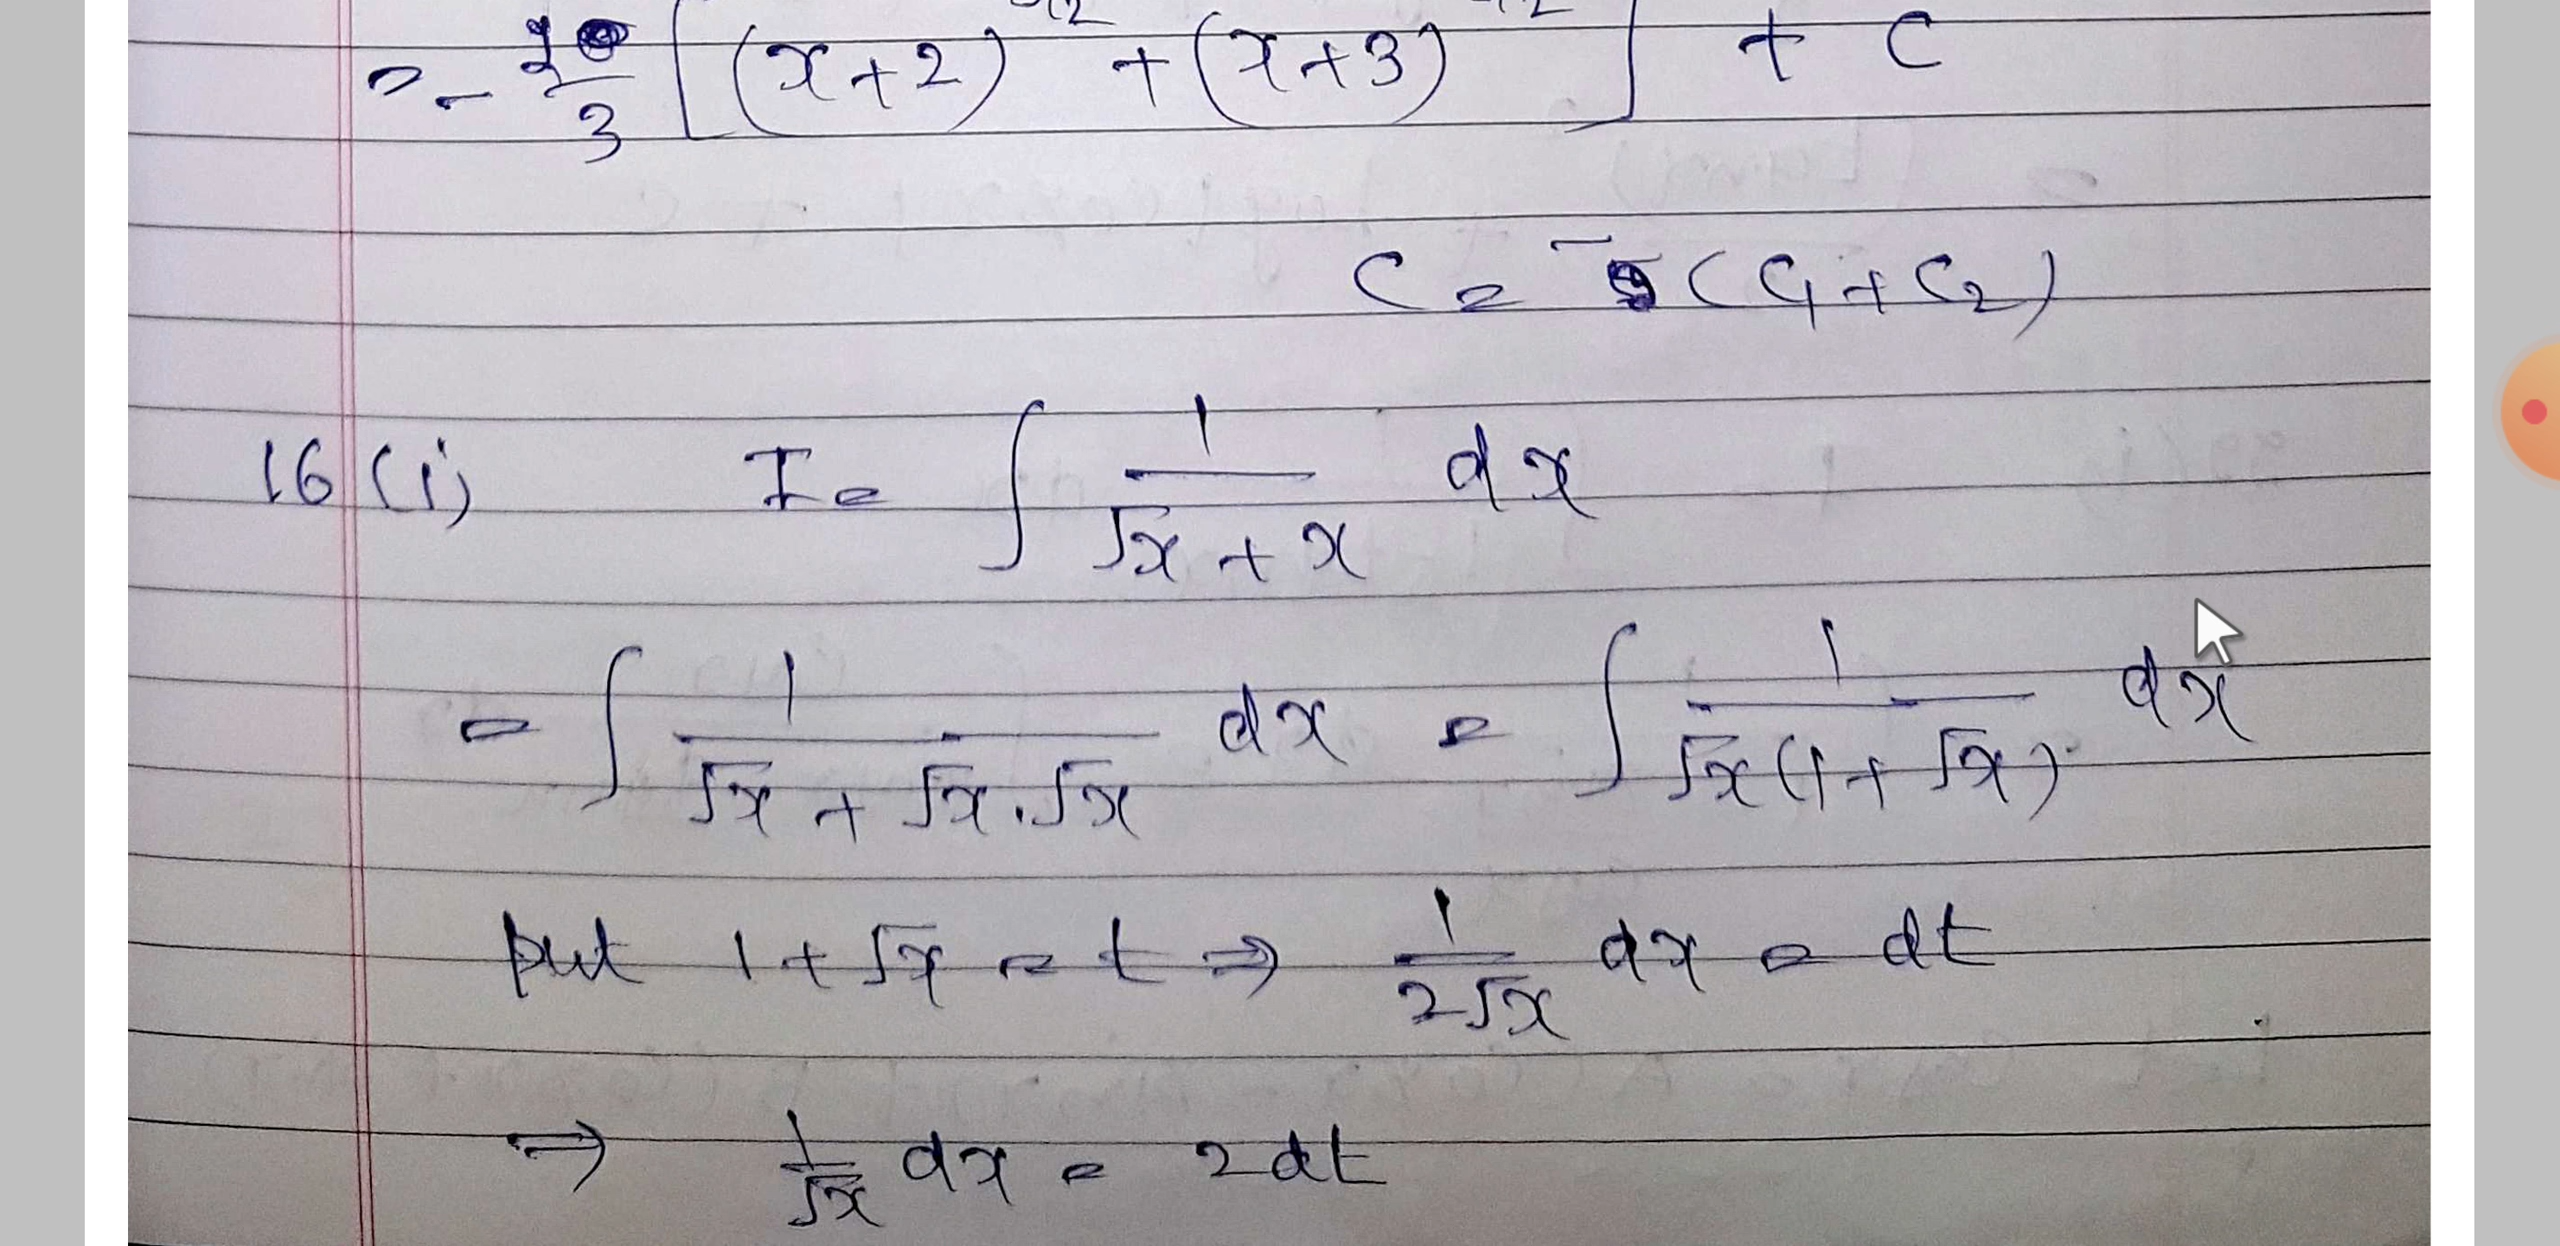 = - 2/3 [ (x+2) + (x+3) ] + C
C = - (C₁ + C₂)
16 (i) I = ∫ 1/(√x + x) dx
= ∫ 1/(√x + √x . √x) dx = ∫ 1/(√x (1 + √x)) dx
put 1 + √x = t ⇒ 1/(2√x) dx = dt
⇒ 1/√x dx = 2dt